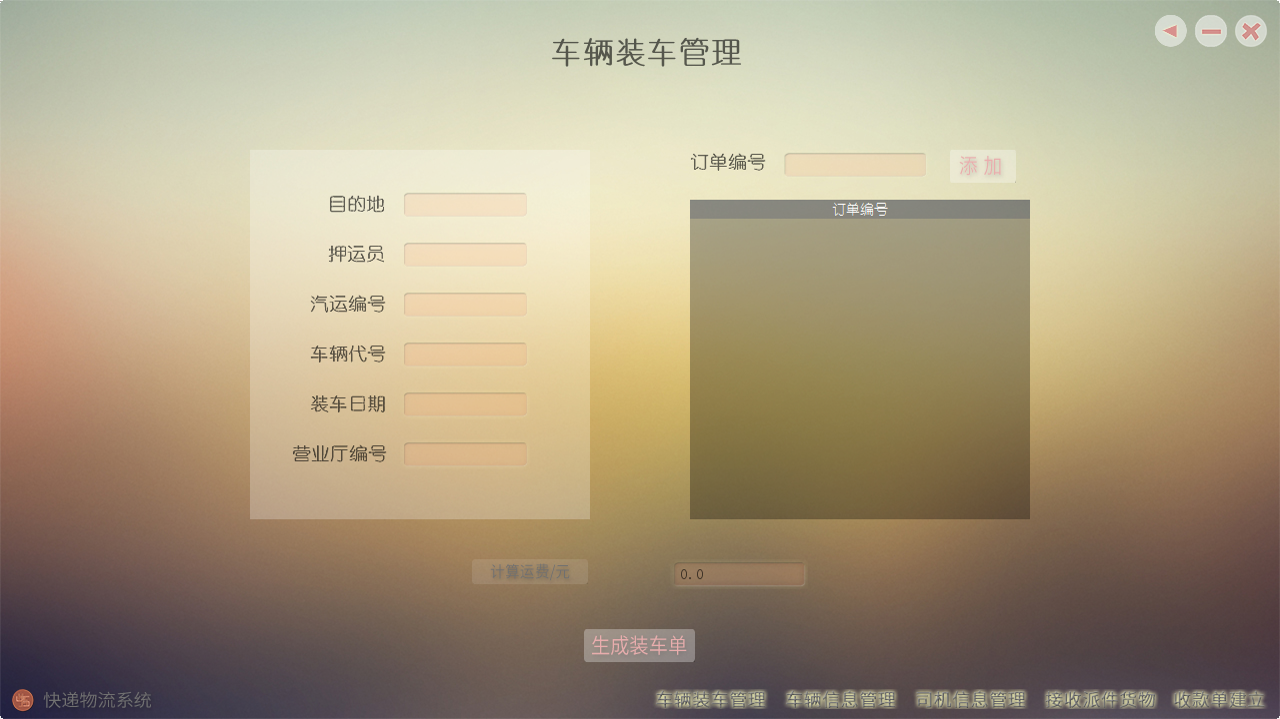 车辆装车管理
订单编号
添加
目的地
押运员
汽运编号
车辆代号
装车日期
营业厅编号
订单编号
计算运费/元
0.0
生成装车单
快递物流系统
车辆装车管理 车辆信息管理 司机信息管理 接收派件货物 收款单建立